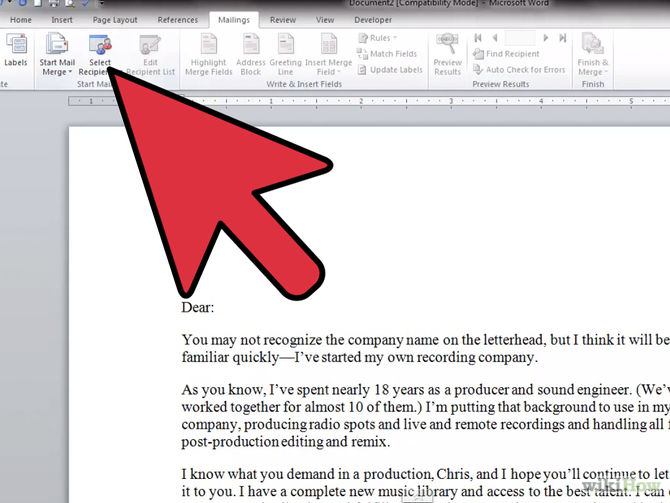 Document2 [Compatibility Mode] - Microsoft Word
Home Insert Page Layout References Mailings Review View Developer
Labels Start Mail Merge Select Edit Recipient List Highlight Merge Fields Address Block Greeting Line Insert Merge Field Rules Match Fields Update Labels Preview Results Find Recipient Auto Check for Errors Finish & Merge
Start Write & Insert Fields Preview Results Finish
Dear:
You may not recognize the company name on the letterhead, but I think it will be
familiar quickly—I've started my own recording company.
As you know, I've spent nearly 18 years as a producer and sound engineer. (We'v
worked together for almost 10 of them.) I'm putting that background to use in my
company, producing radio spots and live and remote recordings and handling all
post-production editing and remix.
I know what you demand in a production, Chris, and I hope you'll continue to let
it to you. I have a complete new music library and access to the best talent. I can
wikiHow